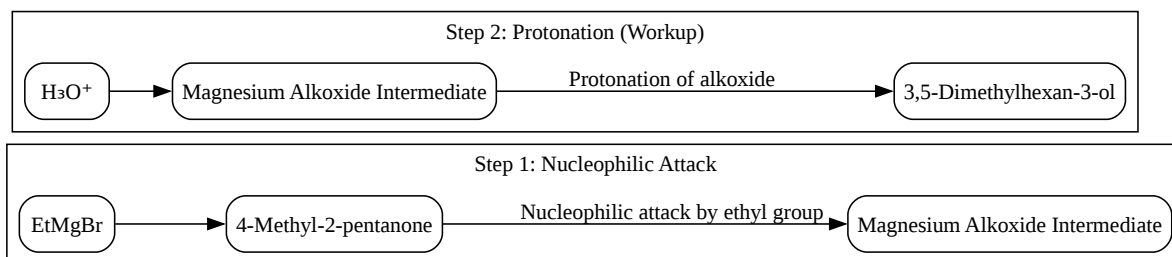 Step 2: Protonation (Workup)
H₃O⁺
Magnesium Alkoxide Intermediate
Protonation of alkoxide
3,5-Dimethylhexan-3-ol
Step 1: Nucleophilic Attack
EtMgBr
4-Methyl-2-pentanone
Nucleophilic attack by ethyl group
Magnesium Alkoxide Intermediate